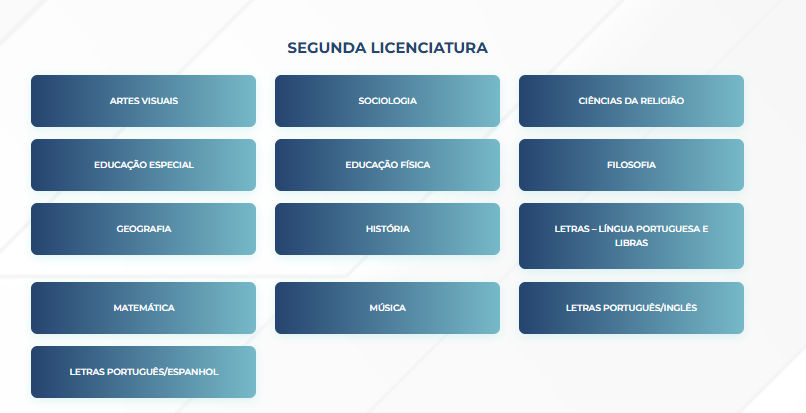 SEGUNDA LICENCIATURA
ARTES VISUAIS
SOCIOLOGIA
CIÊNCIAS DA RELIGIÃO
EDUCAÇÃO ESPECIAL
EDUCAÇÃO FÍSICA
FILOSOFIA
GEOGRAFIA
HISTÓRIA
LETRAS – LÍNGUA PORTUGUESA E
LIBRAS
MATEMÁTICA
MÚSICA
LETRAS PORTUGUÊS/INGLÊS
LETRAS PORTUGUÊS/ESPANHOL